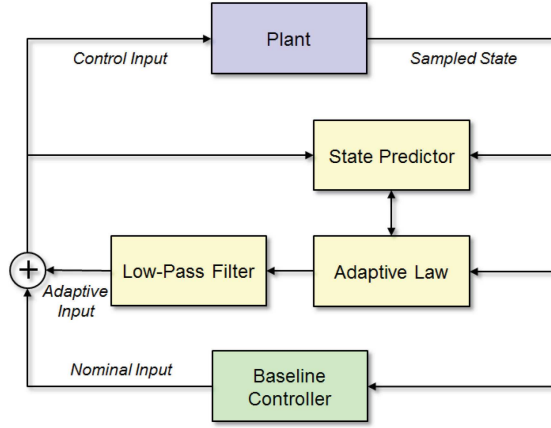 Plant
Control Input
Sampled State
State Predictor
+
Low-Pass Filter
Adaptive Law
Adaptive
Input
Nominal Input
Baseline
Controller